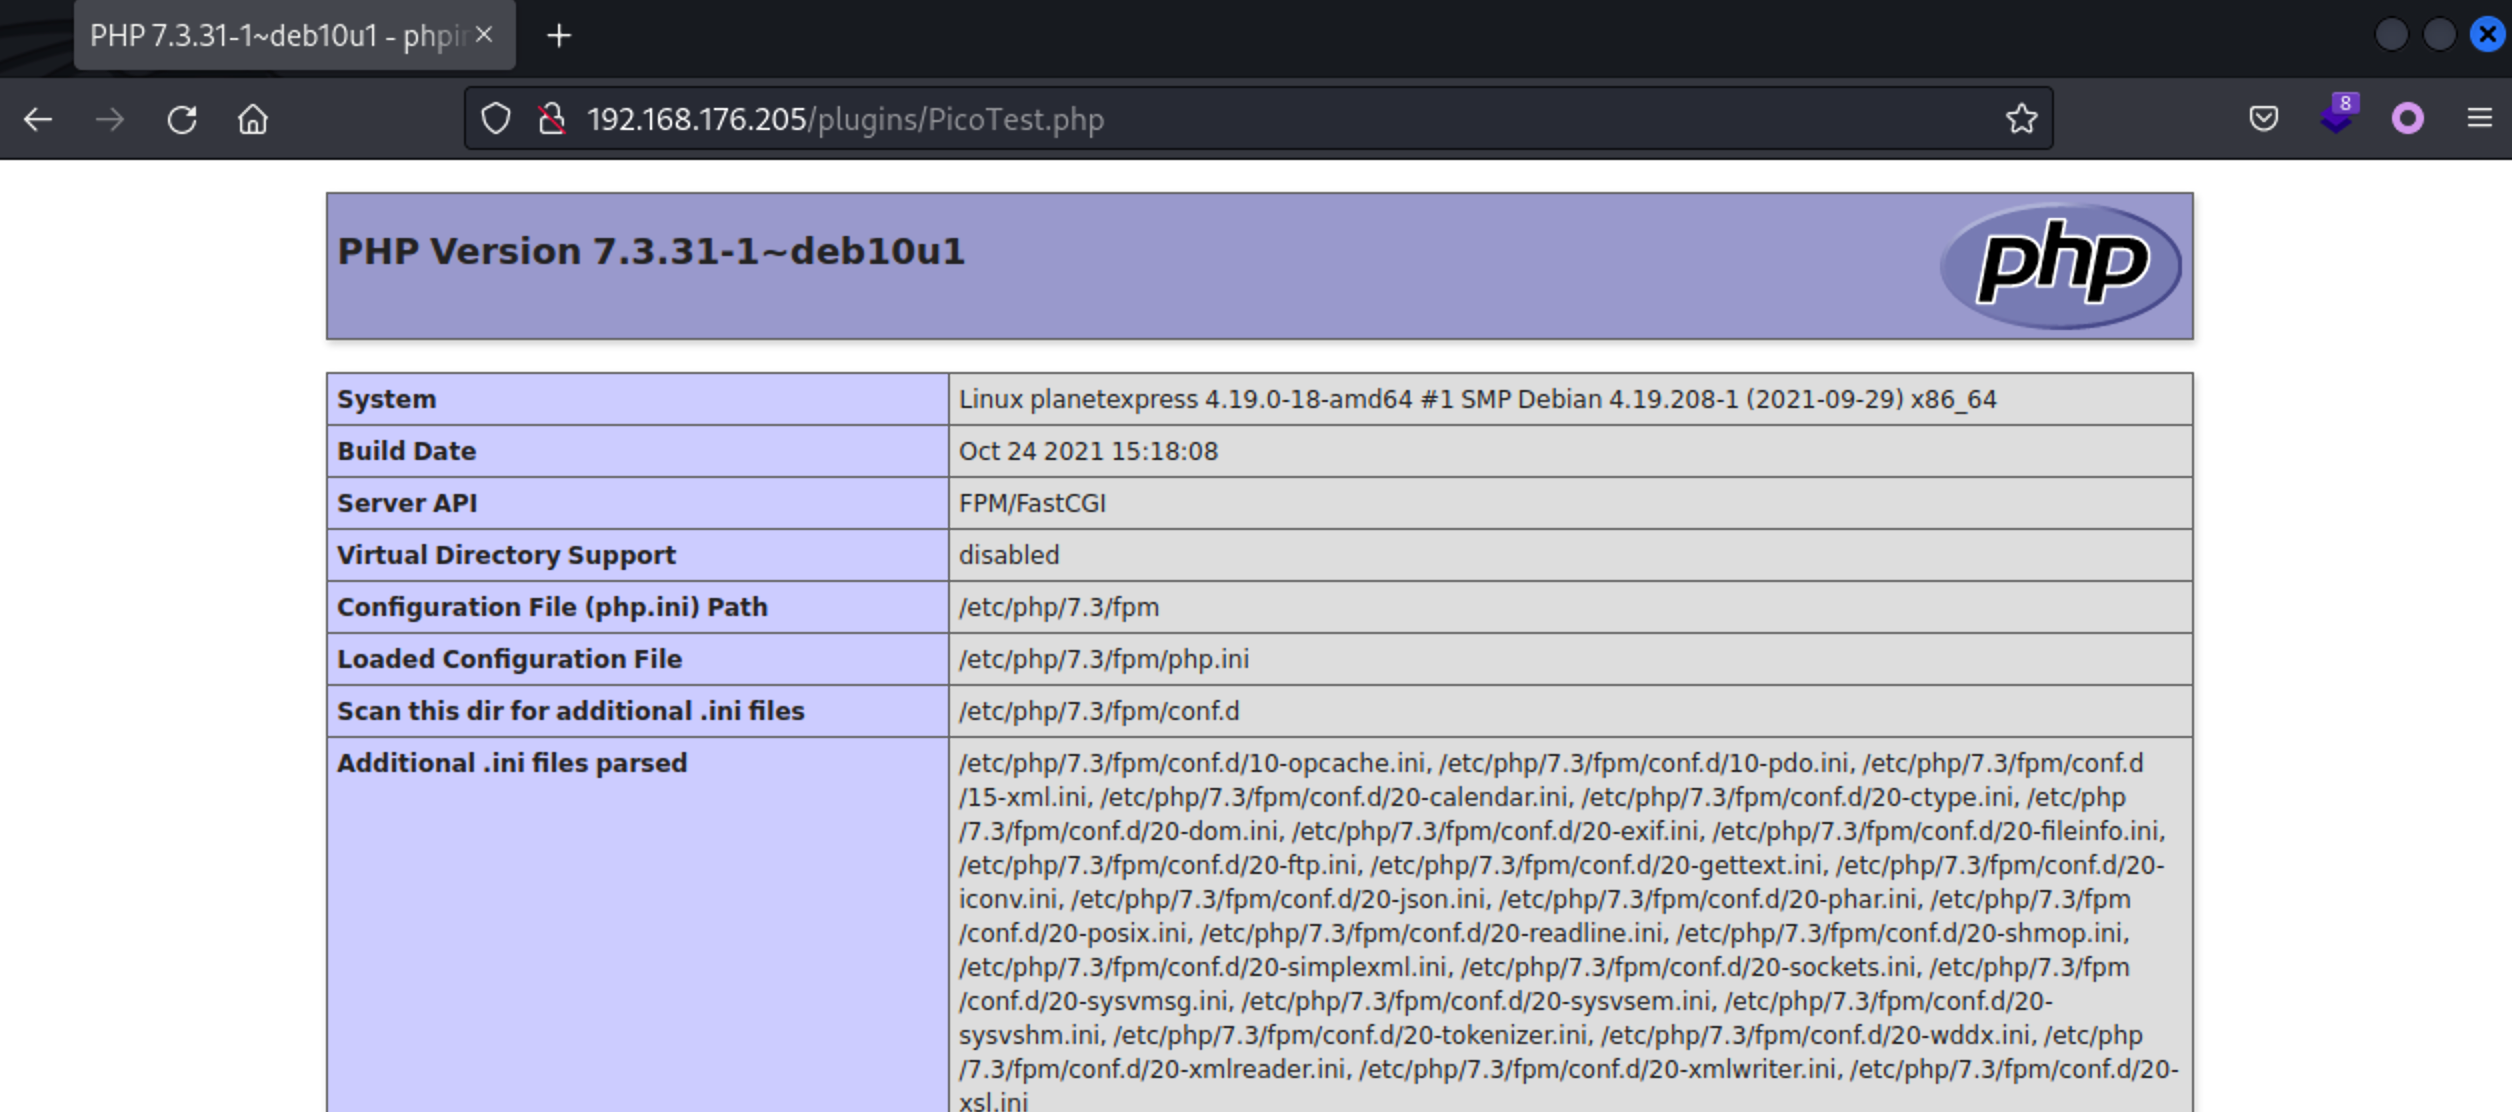 PHP 7.3.31-1~deb10u1 - phpin
8
192.168.176.205/plugins/PicoTest.php
PHP Version 7.3.31-1~deb10u1
php
System Linux planetexpress 4.19.0-18-amd64 #1 SMP Debian 4.19.208-1 (2021-09-29) x86_64
Build Date Oct 24 2021 15:18:08
Server API FPM/FastCGI
Virtual Directory Support disabled
Configuration File (php.ini) Path /etc/php/7.3/fpm
Loaded Configuration File /etc/php/7.3/fpm/php.ini
Scan this dir for additional .ini files /etc/php/7.3/fpm/conf.d
Additional .ini files parsed /etc/php/7.3/fpm/conf.d/10-opcache.ini, /etc/php/7.3/fpm/conf.d/10-pdo.ini, /etc/php/7.3/fpm/conf.d
/15-xml.ini, /etc/php/7.3/fpm/conf.d/20-calendar.ini, /etc/php/7.3/fpm/conf.d/20-ctype.ini, /etc/php
/7.3/fpm/conf.d/20-dom.ini, /etc/php/7.3/fpm/conf.d/20-exif.ini, /etc/php/7.3/fpm/conf.d/20-fileinfo.ini,
/etc/php/7.3/fpm/conf.d/20-ftp.ini, /etc/php/7.3/fpm/conf.d/20-gettext.ini, /etc/php/7.3/fpm/conf.d/20-
iconv.ini, /etc/php/7.3/fpm/conf.d/20-json.ini, /etc/php/7.3/fpm/conf.d/20-phar.ini, /etc/php/7.3/fpm
/conf.d/20-posix.ini, /etc/php/7.3/fpm/conf.d/20-readline.ini, /etc/php/7.3/fpm/conf.d/20-shmop.ini,
/etc/php/7.3/fpm/conf.d/20-simplexml.ini, /etc/php/7.3/fpm/conf.d/20-sockets.ini, /etc/php/7.3/fpm
/conf.d/20-sysvmsg.ini, /etc/php/7.3/fpm/conf.d/20-sysvsem.ini, /etc/php/7.3/fpm/conf.d/20-
sysvshm.ini, /etc/php/7.3/fpm/conf.d/20-tokenizer.ini, /etc/php/7.3/fpm/conf.d/20-wddx.ini, /etc/php
/7.3/fpm/conf.d/20-xmlreader.ini, /etc/php/7.3/fpm/conf.d/20-xmlwriter.ini, /etc/php/7.3/fpm/conf.d/20-
xsl.ini